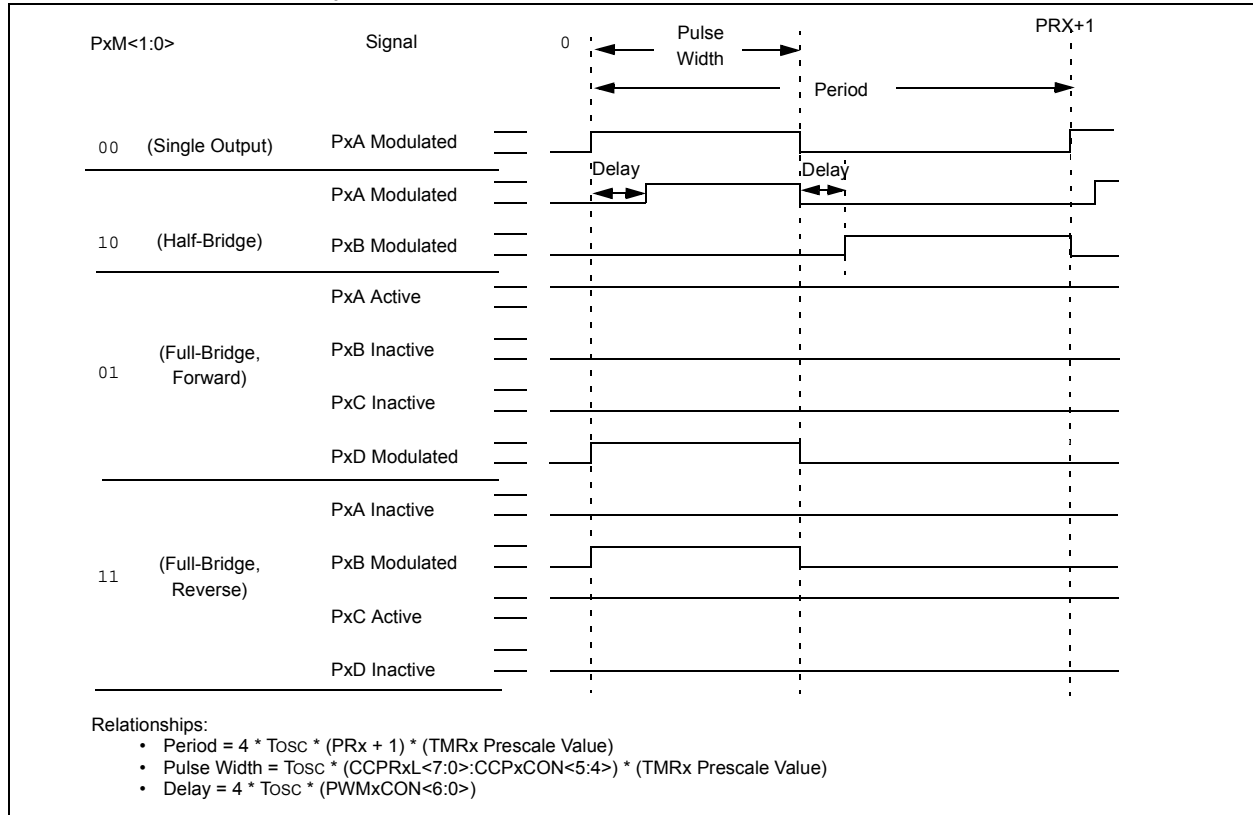 PxM<1:0> Signal 0 Pulse Width PRX+1
Period
00 (Single Output) PxA Modulated
Delay Delay
PxA Modulated
10 (Half-Bridge) PxB Modulated
PxA Active
PxB Inactive
01 (Full-Bridge, Forward)
PxC Inactive
PxD Modulated
PxA Inactive
PxB Modulated
11 (Full-Bridge, Reverse)
PxC Active
PxD Inactive
Relationships:
• Period = 4 * TOSC * (PRx + 1) * (TMRx Prescale Value)
• Pulse Width = TOSC * (CCPRxL<7:0>:CCPxCON<5:4>) * (TMRx Prescale Value)
• Delay = 4 * TOSC * (PWMxCON<6:0>)